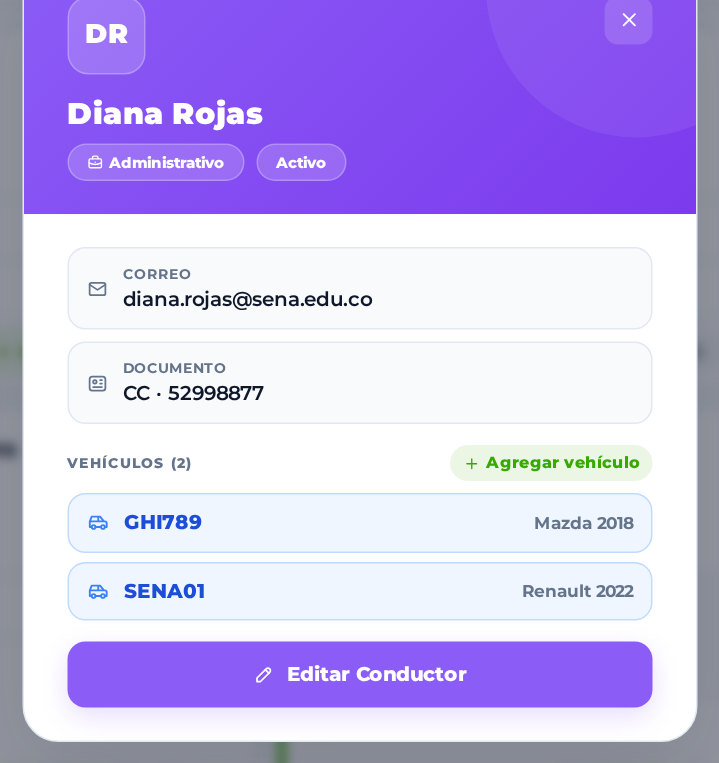 DR
Diana Rojas
Administrativo
Activo
CORREO
diana.rojas@sena.edu.co
DOCUMENTO
CC · 52998877
VEHÍCULOS (2)
+ Agregar vehículo
GHI789
Mazda 2018
SENA01
Renault 2022
Editar Conductor